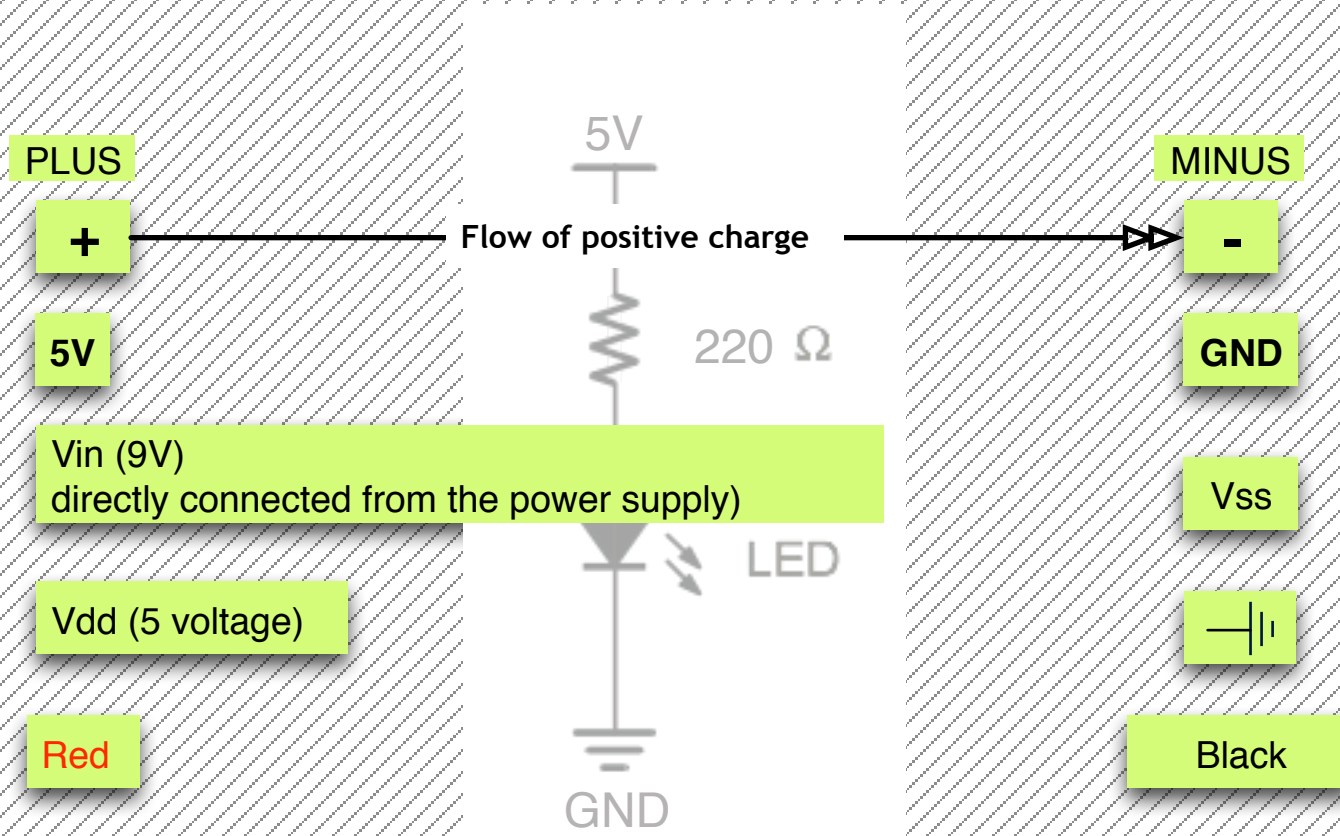 5V
PLUS
MINUS
+
Flow of positive charge
-
5V
220 Ω
GND
Vin (9V)
directly connected from the power supply)
Vss
LED
Vdd (5 voltage)
Red
Black
GND